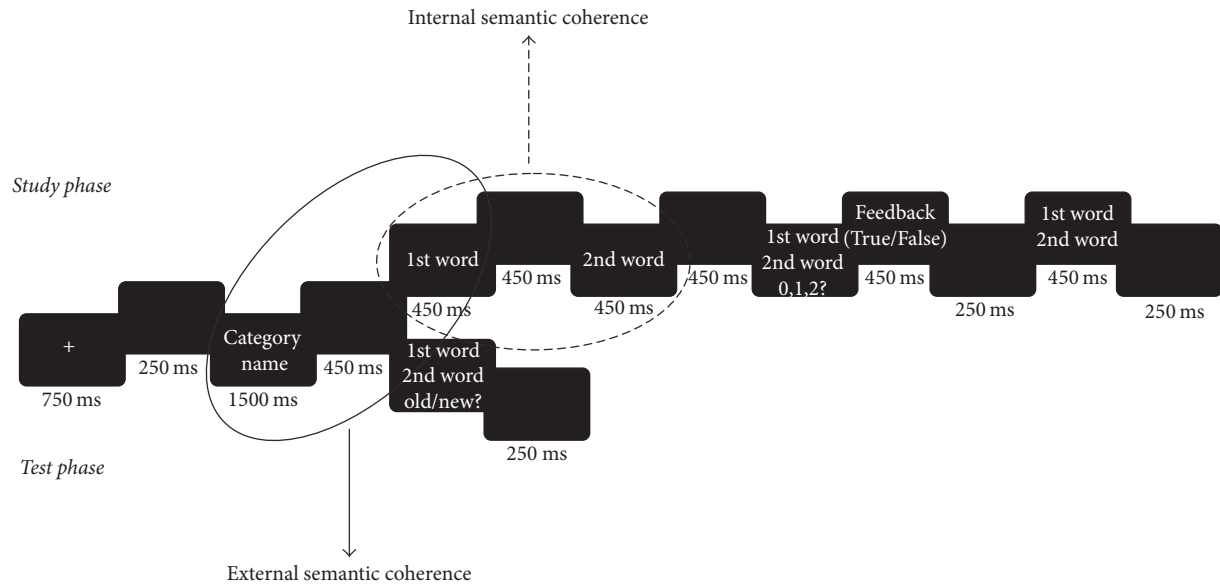 Internal semantic coherence
Study phase
+
750 ms
250 ms
Category
name
1500 ms
450 ms
1st word
450 ms
450 ms
2nd word
450 ms
450 ms
1st word
2nd word
0,1,2?
Feedback
(True/False)
450 ms
250 ms
1st word
2nd word
450 ms
250 ms
1st word
2nd word
old/new?
250 ms
Test phase
External semantic coherence